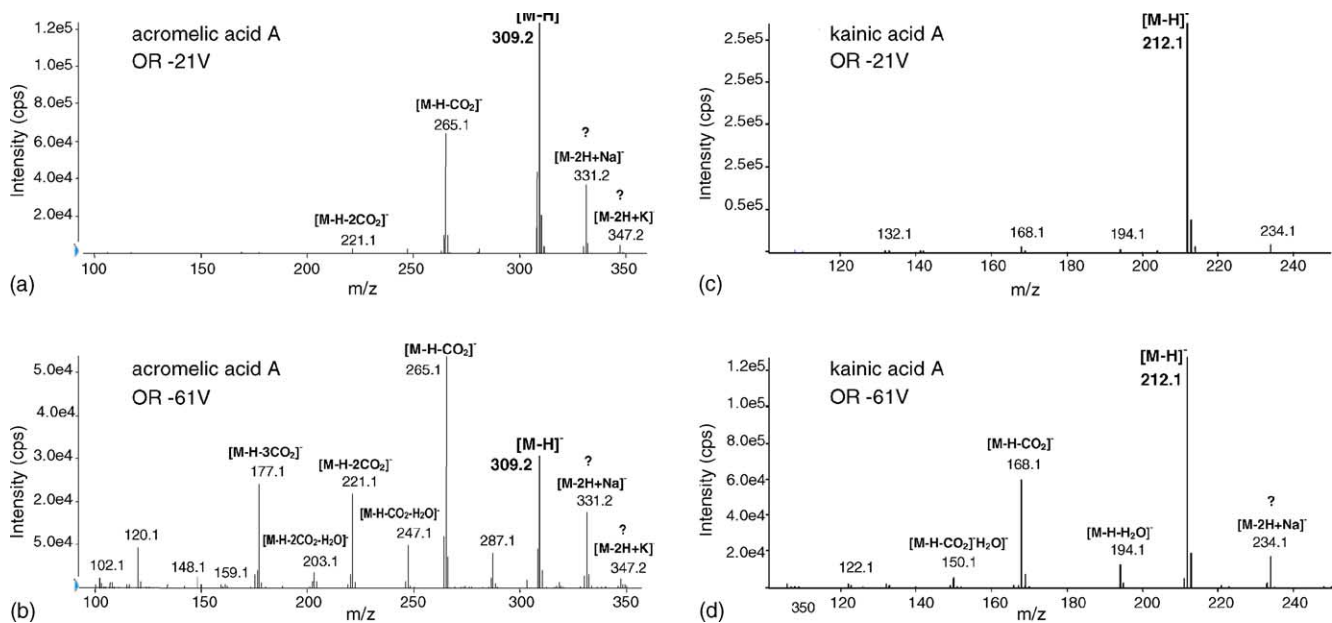 acromelic acid A
OR -21V
[M-H]
309.2
[M-H-CO₂]⁻
265.1
?
[M-2H+Na]⁻
331.2
?
[M-2H+K]
347.2
[M-H-2CO₂]⁻
221.1
Intensity (cps)
1.2e5
1.0e5
8.0e4
6.0e4
4.0e4
2.0e4
100 150 200 250 300 350
m/z
(a)
kainic acid A
OR -21V
[M-H]⁻
212.1
Intensity (cps)
2.5e5
2.5e5
2.5e5
2.5e5
0.5e5
132.1
168.1
194.1
234.1
120 140 160 180 200 220 240
m/z
(c)
acromelic acid A
OR -61V
[M-H-CO₂]⁻
265.1
[M-H]⁻
309.2
[M-H-3CO₂]⁻
177.1
[M-H-2CO₂]⁻
221.1
[M-H-CO₂-H₂O]⁻
247.1
[M-H-2CO₂-H₂O]⁻
203.1
287.1
?
[M-2H+Na]⁻
331.2
?
[M-2H+K]
347.2
102.1
120.1
148.1
159.1
Intensity (cps)
5.0e4
4.0e4
3.0e4
2.0e4
5.0e4
100 150 200 250 300 350
m/z
(b)
kainic acid A
OR -61V
[M-H]⁻
212.1
[M-H-CO₂]⁻
168.1
[M-H-CO₂]⁻H₂O]⁻
150.1
[M-H-H₂O]⁻
194.1
?
[M-2H+Na]⁻
234.1
122.1
Intensity (cps)
1.2e5
1.0e5
8.0e4
6.0e4
4.0e4
2.0e4
350 120 140 160 180 200 220 240
m/z
(d)